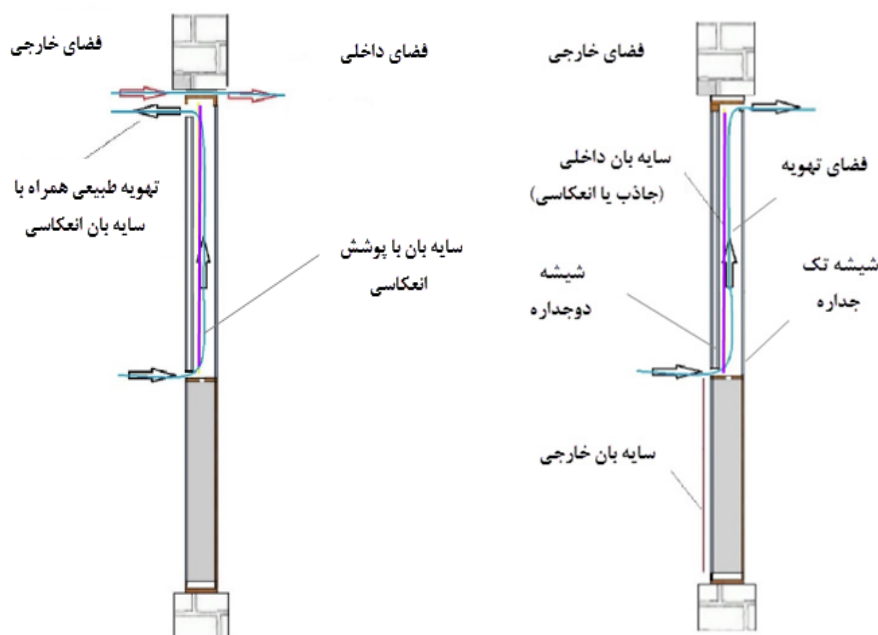 فضای خارجی
فضای داخلی
فضای خارجی
سایه بان داخلی
(جاذب یا انعکاسی)
فضای تهویه
تهویه طبیعی همراه با
سایه بان انعکاسی
سایه بان با پوشش
انعکاسی
شیشه
دوجداره
شیشه تک
جداره
سایه بان خارجی